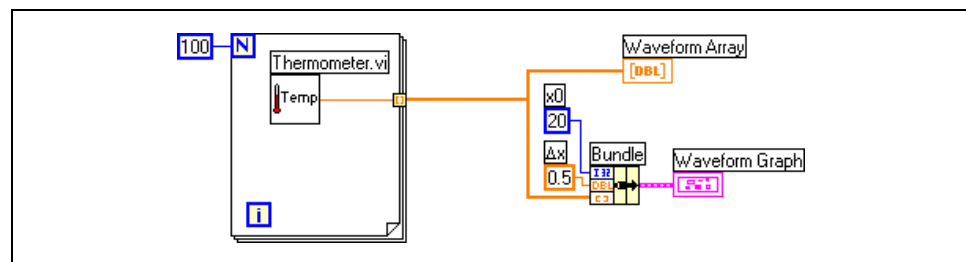 100
N
Thermometer.vi
Temp
i
Waveform Array
[DBL]
x0
20
Δx
0.5
Bundle
I32
DBL
[ ]
Waveform Graph